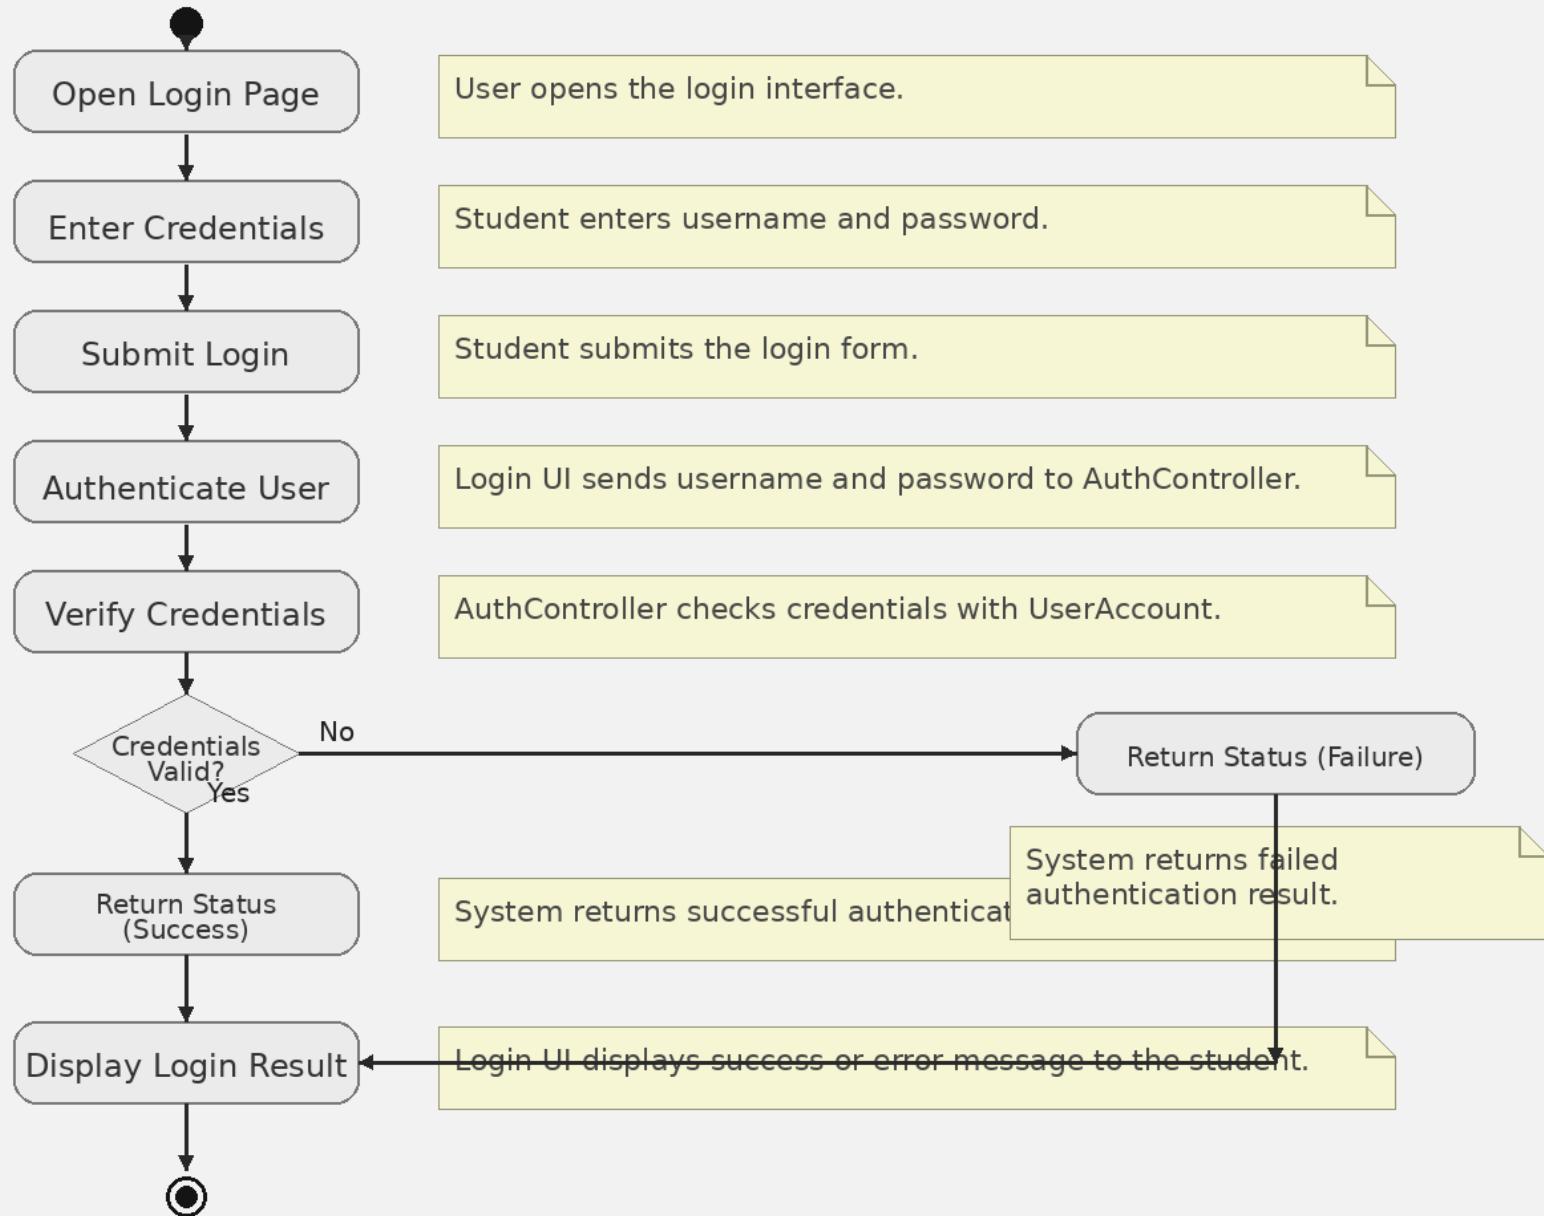 Open Login Page
User opens the login interface.
Enter Credentials
Student enters username and password.
Submit Login
Student submits the login form.
Authenticate User
Login UI sends username and password to AuthController.
Verify Credentials
AuthController checks credentials with UserAccount.
Credentials
Valid?
No
Yes
Return Status (Failure)
System returns failed
authentication result.
Return Status
(Success)
System returns successful
Display Login Result
Login UI displays success or error message to the student.